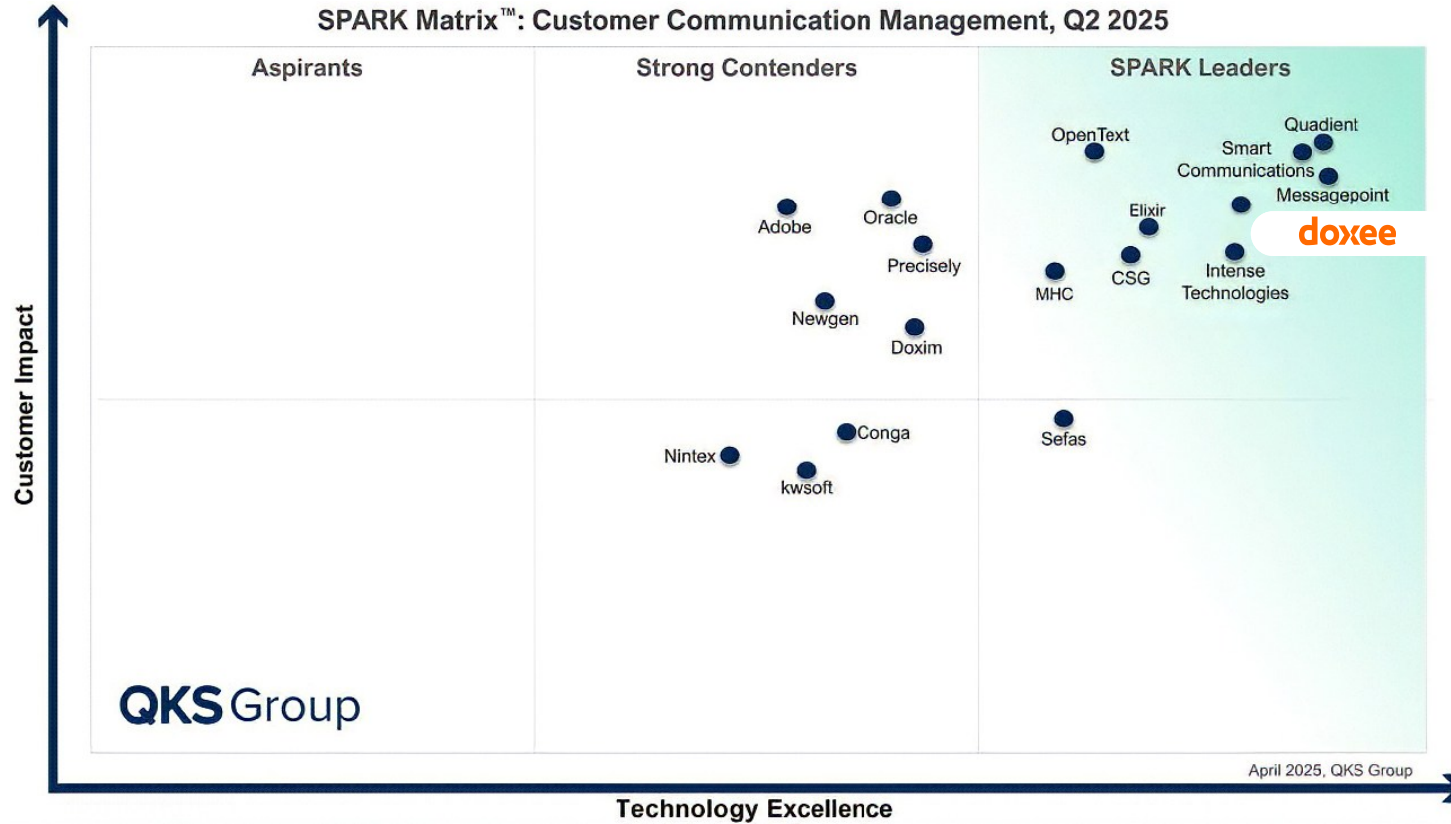 SPARK Matrix™: Customer Communication Management, Q2 2025
Aspirants
Strong Contenders
SPARK Leaders
Quadient
OpenText
Smart
Communications
Messagepoint
Adobe
Oracle
Elixir
doxee
Precisely
CSG
Intense
Technologies
MHC
Newgen
Doxim
Customer Impact
Conga
Sefas
Nintex
kwsoft
QKS Group
April 2025, QKS Group
Technology Excellence